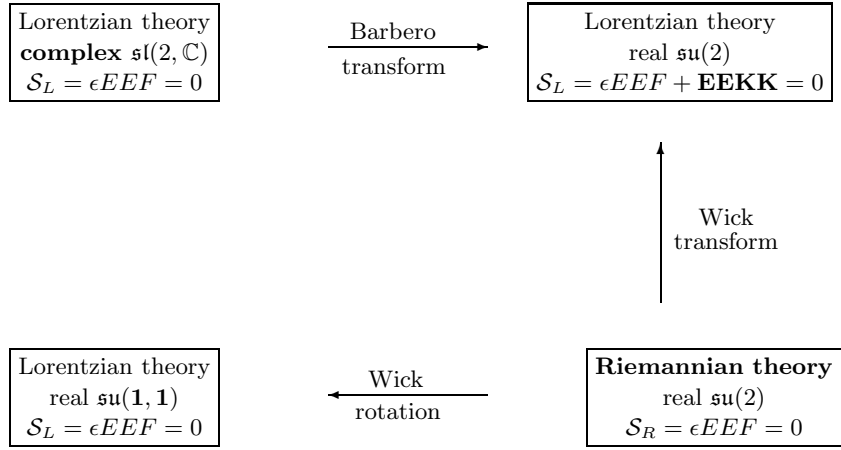 Lorentzian theory
complex 𝔰𝔩(2, ℂ)
𝒮_L = ϵEEF = 0
Barbero
transform
Lorentzian theory
real 𝔰𝔲(2)
𝒮_L = ϵEEF + EEKK = 0
Wick
transform
Lorentzian theory
real 𝔰𝔲(1, 1)
𝒮_L = ϵEEF = 0
Wick
rotation
Riemannian theory
real 𝔰𝔲(2)
𝒮_R = ϵEEF = 0